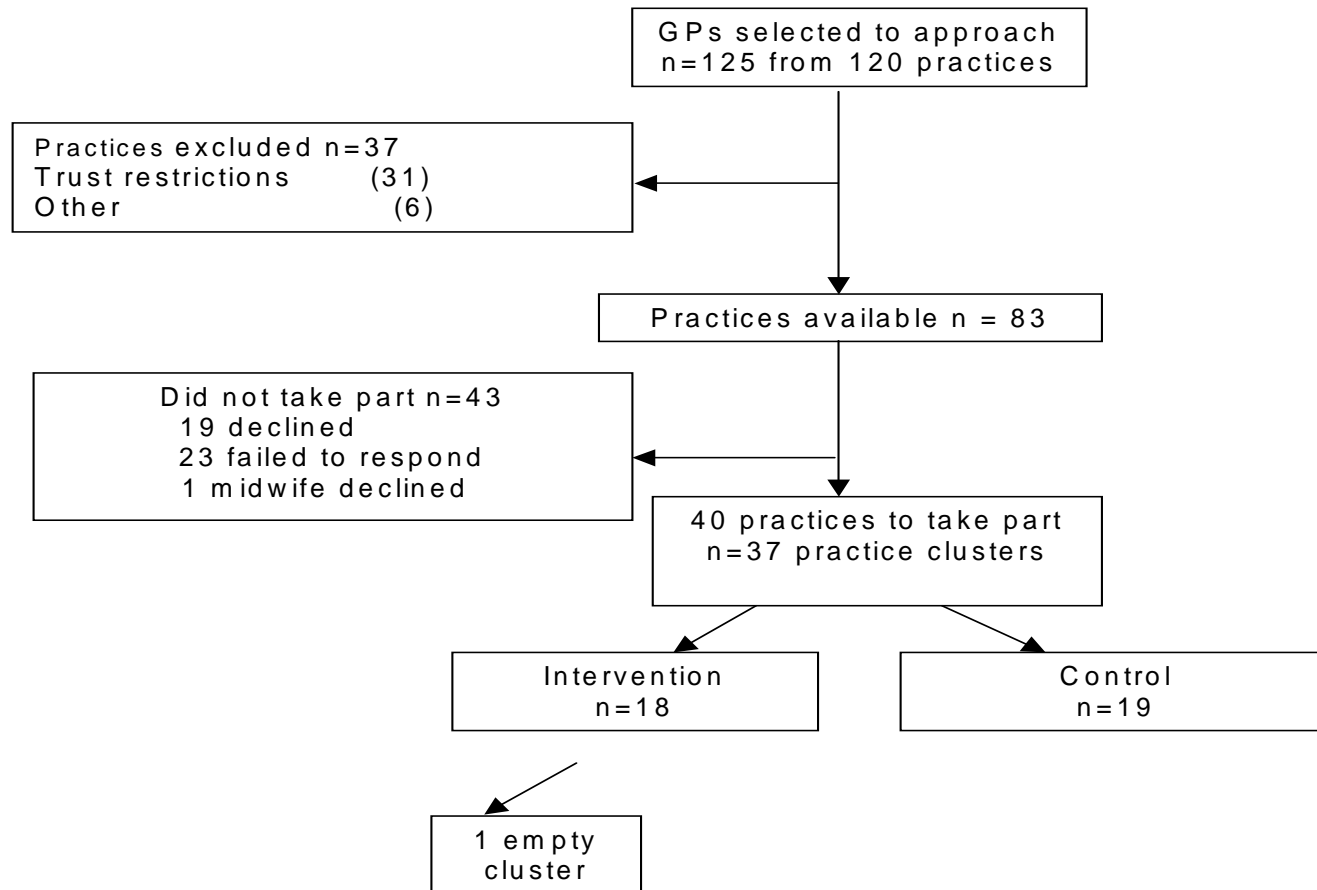 GPs selected to approach
n=125 from 120 practices
Practices excluded n=37
Trust restrictions (31)
Other (6)
Practices available n = 83
Did not take part n=43
19 declined
23 failed to respond
1 midwife declined
40 practices to take part
n=37 practice clusters
Intervention
n=18
Control
n=19
1 empty
cluster